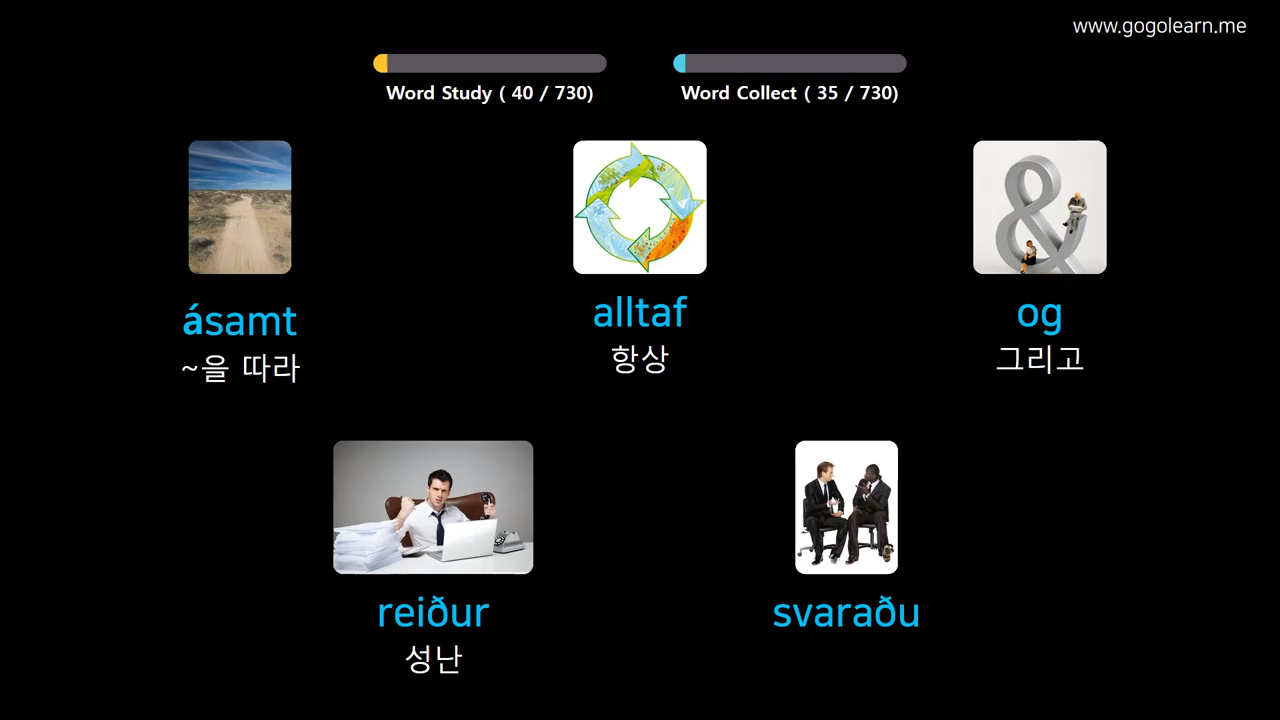 www.gogolearn.me
Word Study ( 40 / 730)
Word Collect ( 35 / 730)
ásamt
~을 따라
alltaf
항상
og
그리고
reiður
성난
svaraðu